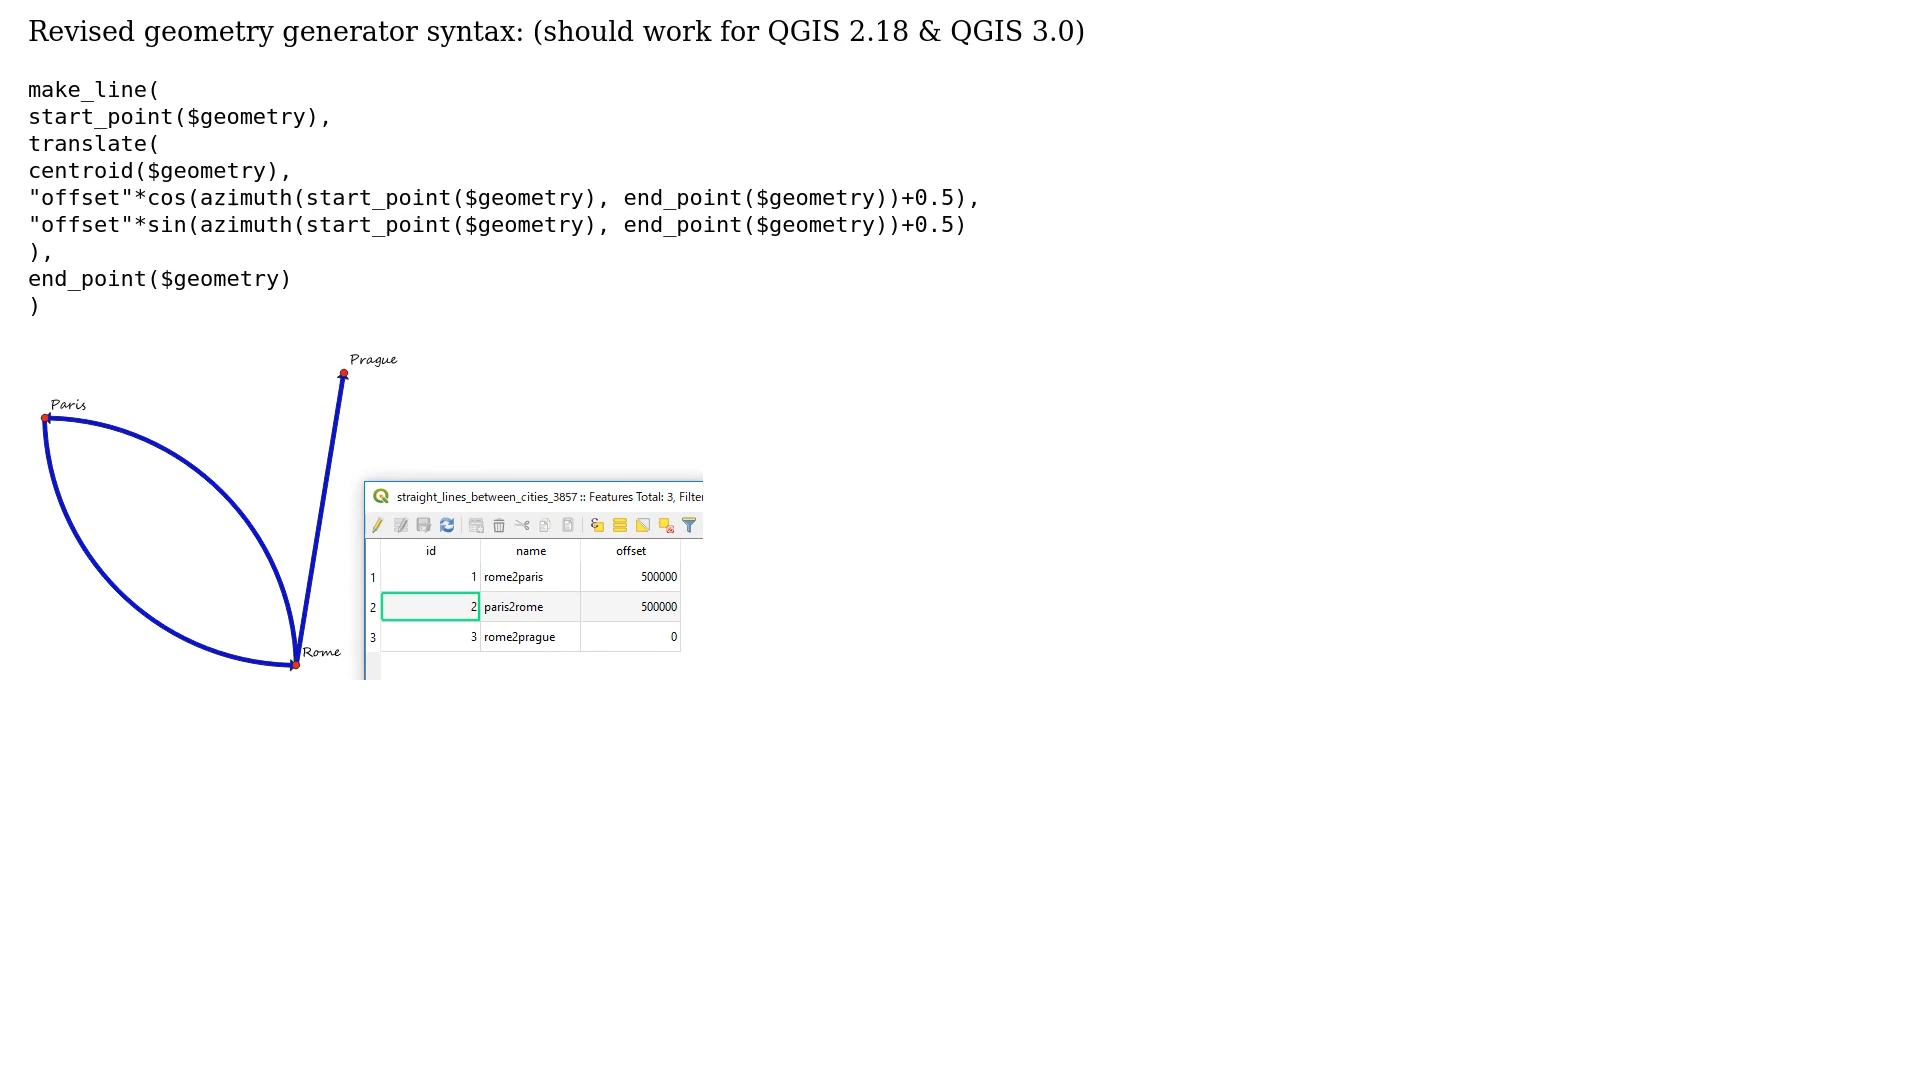 Revised geometry generator syntax: (should work for QGIS 2.18 & QGIS 3.0)
make_line(
start_point($geometry),
translate(
centroid($geometry),
"offset"*cos(azimuth(start_point($geometry), end_point($geometry))+0.5),
"offset"*sin(azimuth(start_point($geometry), end_point($geometry))+0.5)
),
end_point($geometry)
)
Prague
Paris
Rome
straight_lines_between_cities_3857 :: Features Total: 3, Filter
id name offset
1 1 rome2paris 500000
2 2 paris2rome 500000
3 3 rome2prague 0